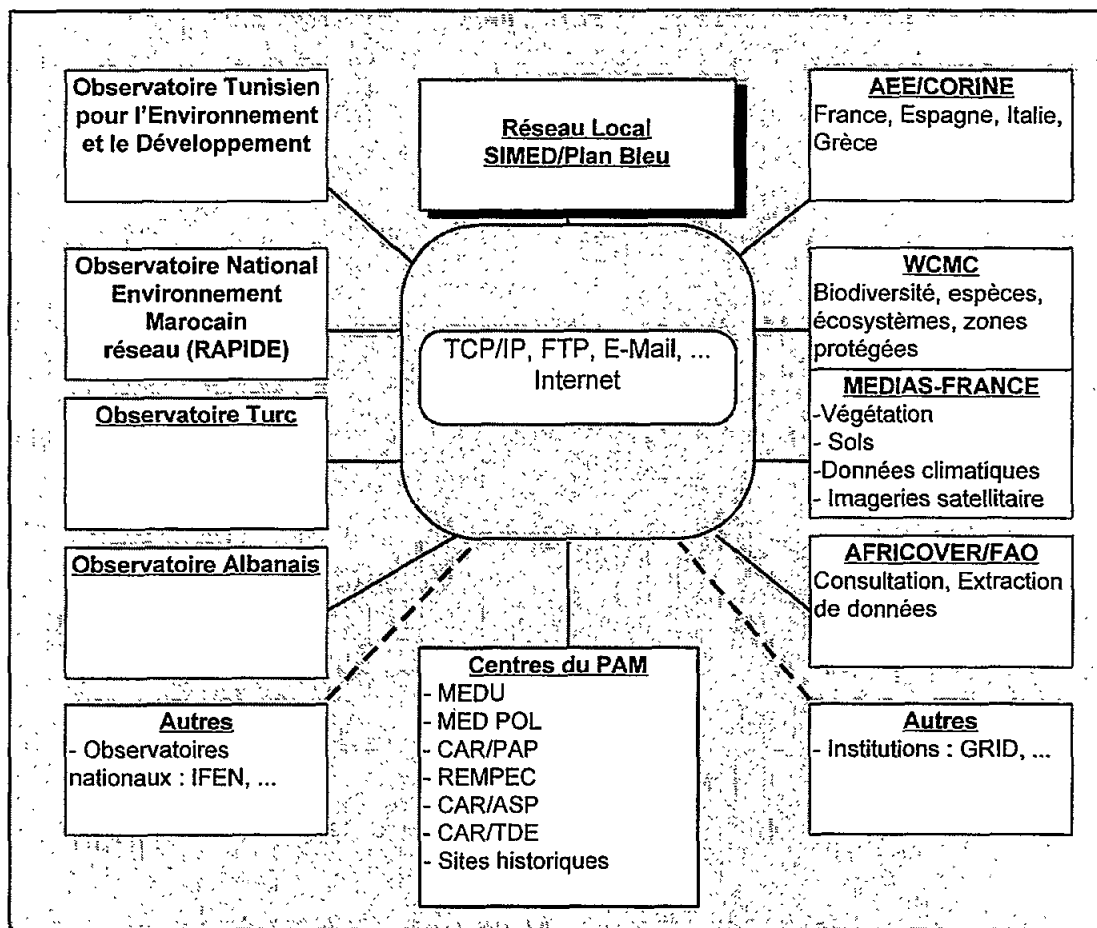 Observatoire Tunisien
pour l'Environnement
et le Développement
Réseau Local
SIMED/Plan Bleu
AEE/CORINE
France, Espagne, Italie,
Grèce
Observatoire National
Environnement
Marocain
réseau (RAPIDE)
TCP/IP, FTP, E-Mail, ...
Internet
WCMC
Biodiversité, espèces,
écosystèmes, zones
protégées
MEDIAS-FRANCE
-Végétation
- Sols
-Données climatiques
- Imageries satellitaire
Observatoire Turc
Observatoire Albanais
AFRICOVER/FAO
Consultation, Extraction
de données
Autres
- Observatoires
nationaux : IFEN, ...
Centres du PAM
- MEDU
- MED POL
- CAR/PAP
- REMPEC
- CAR/ASP
- CAR/TDE
- Sites historiques
Autres
- Institutions : GRID, ...